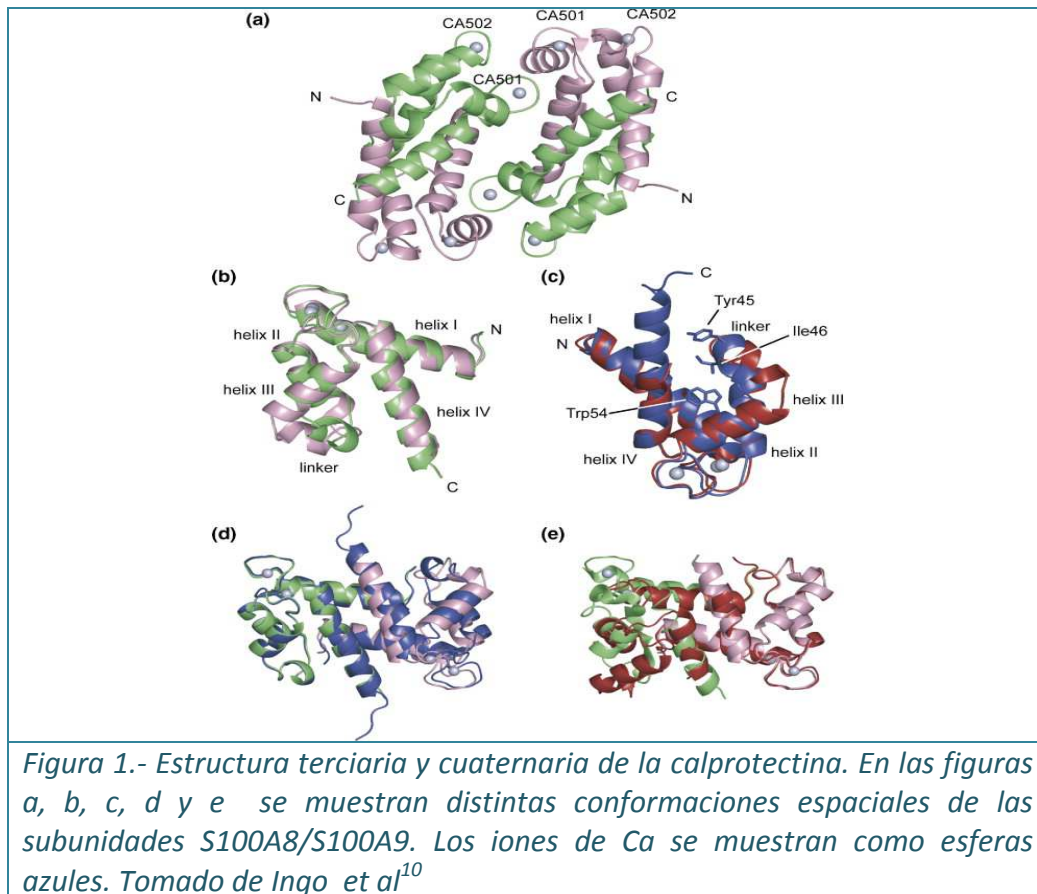 (a)
CA502
CA501
CA502
CA501
N
C
C
N
(b)
helix I
N
helix II
helix III
helix IV
linker
C
(c)
C
Tyr45
helix I
linker
Ile46
N
helix III
Trp54
helix IV
helix II
(d)
(e)
Figura 1.- Estructura terciaria y cuaternaria de la calprotectina. En las figuras
a, b, c, d y e se muestran distintas conformaciones espaciales de las
subunidades S100A8/S100A9. Los iones de Ca se muestran como esferas
azules. Tomado de Ingo et al10